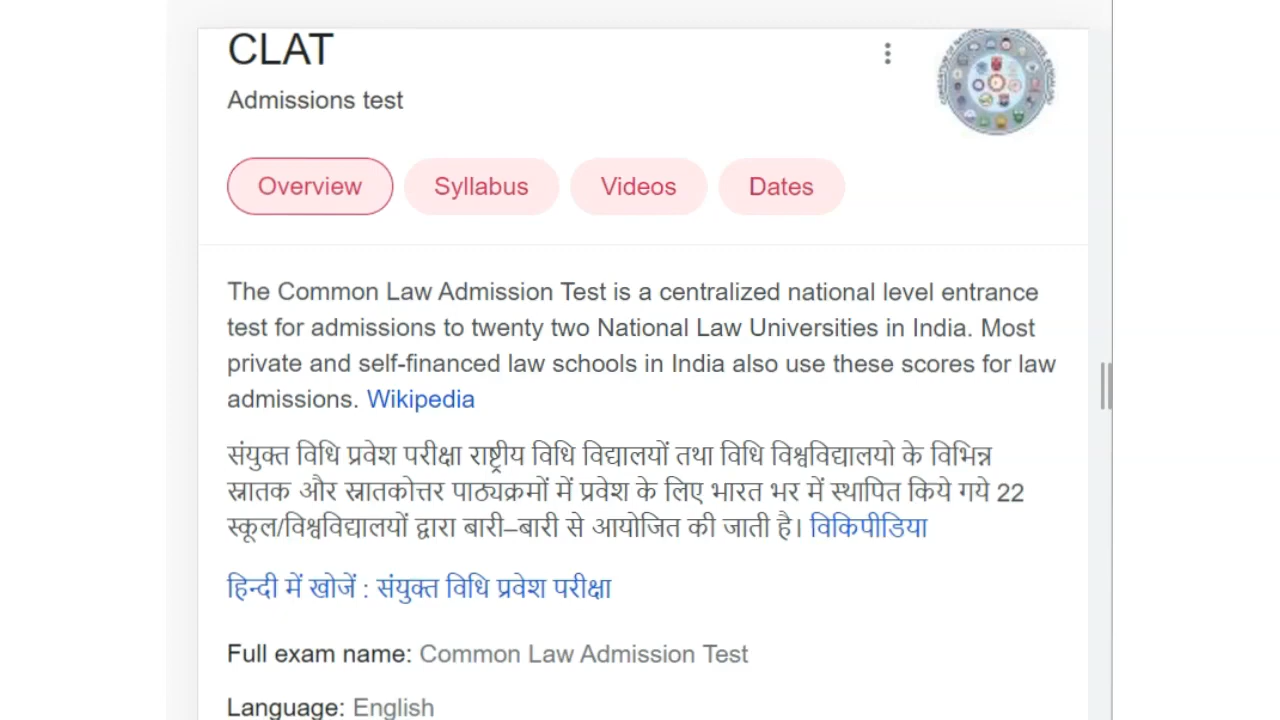 CLAT
Admissions test
Overview
Syllabus
Videos
Dates
The Common Law Admission Test is a centralized national level entrance
test for admissions to twenty two National Law Universities in India. Most
private and self-financed law schools in India also use these scores for law
admissions. Wikipedia
संयुक्त विधि प्रवेश परीक्षा राष्ट्रीय विधि विद्यालयों तथा विधि विश्वविद्यालयो के विभिन्न
स्नातक और स्नातकोत्तर पाठ्यक्रमों में प्रवेश के लिए भारत भर में स्थापित किये गये 22
स्कूल/विश्वविद्यालयों द्वारा बारी–बारी से आयोजित की जाती है। विकिपीडिया
हिन्दी में खोजें : संयुक्त विधि प्रवेश परीक्षा
Full exam name: Common Law Admission Test
Language: English